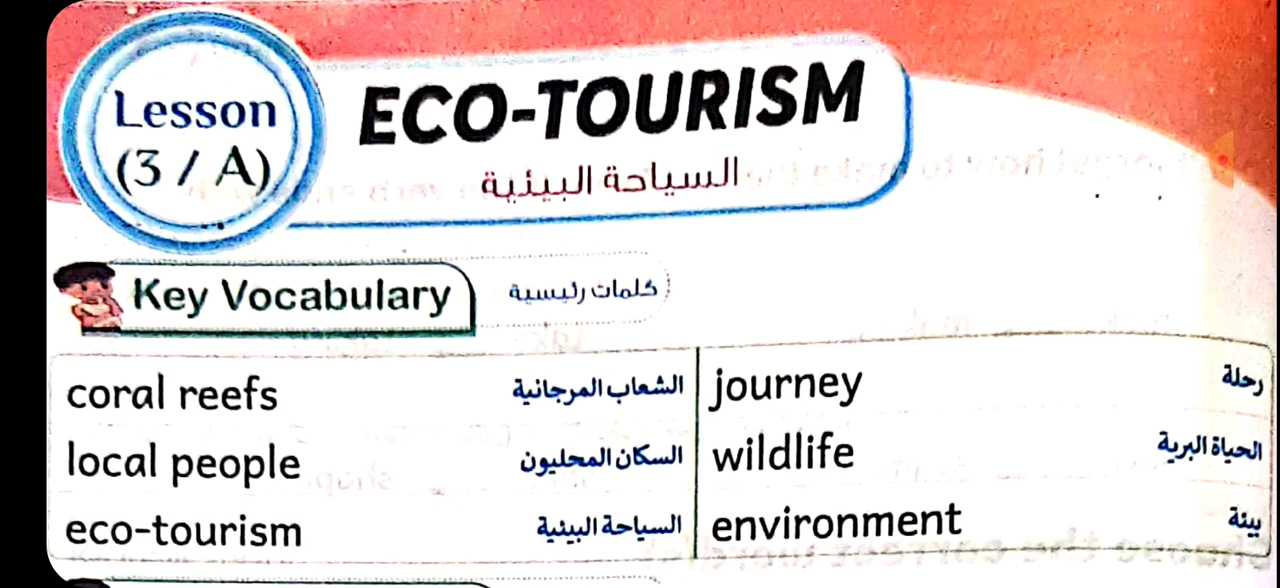 Lesson
(3 / A)
ECO-TOURISM
السياحة البيئية
Key Vocabulary كلمات رئيسية
coral reefs الشعاب المرجانية journey رحلة
local people السكان المحليون wildlife الحياة البرية
eco-tourism السياحة البيئية environment بيئة